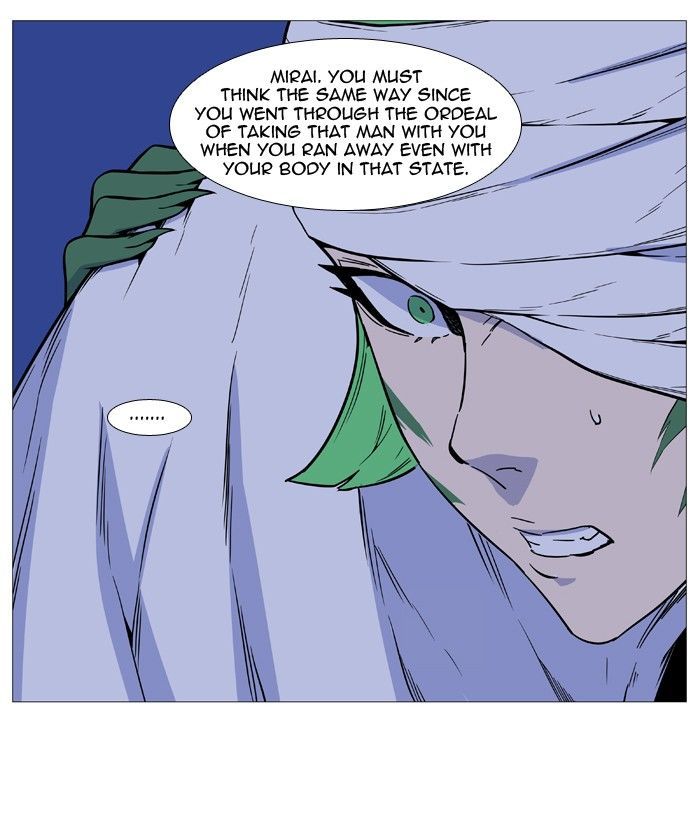 MIRAI. YOU MUST
THINK THE SAME WAY SINCE
YOU WENT THROUGH THE ORDEAL
OF TAKING THAT MAN WITH YOU
WHEN YOU RAN AWAY EVEN WITH
YOUR BODY IN THAT STATE.
.......